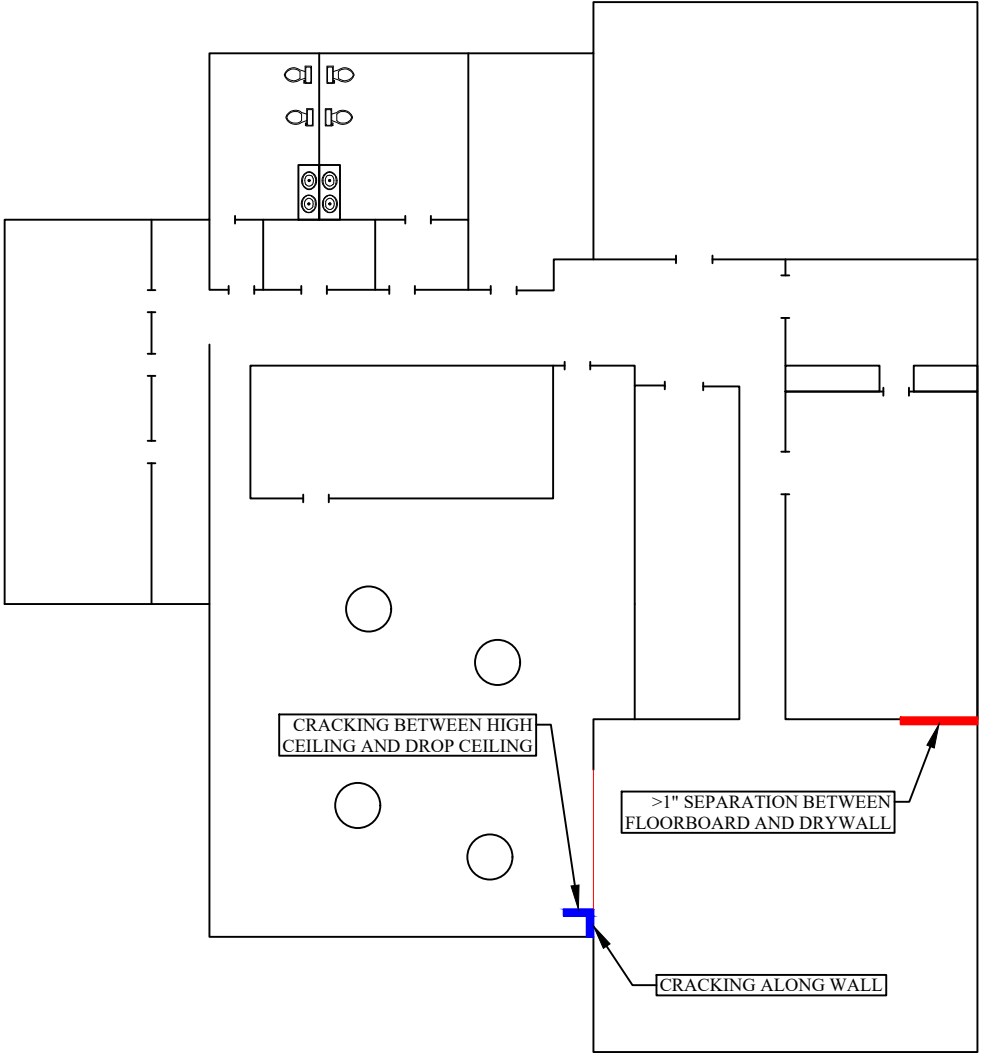 CRACKING BETWEEN HIGH
CEILING AND DROP CEILING
>1" SEPARATION BETWEEN
FLOORBOARD AND DRYWALL
CRACKING ALONG WALL